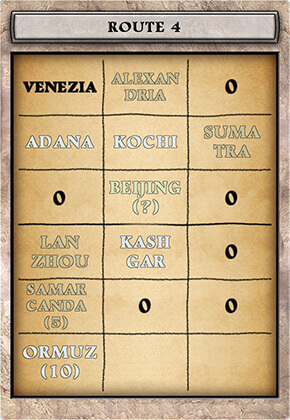 ROUTE 4
VENEZIA ALEXAN
DRIA 0
ADANA KOCHI SUMA
TRA
0 BEIJING
(?) 0
LAN
ZHOU KASH
GAR 0
SAMAR
CANDA
(5) 0 0
ORMUZ
(10)